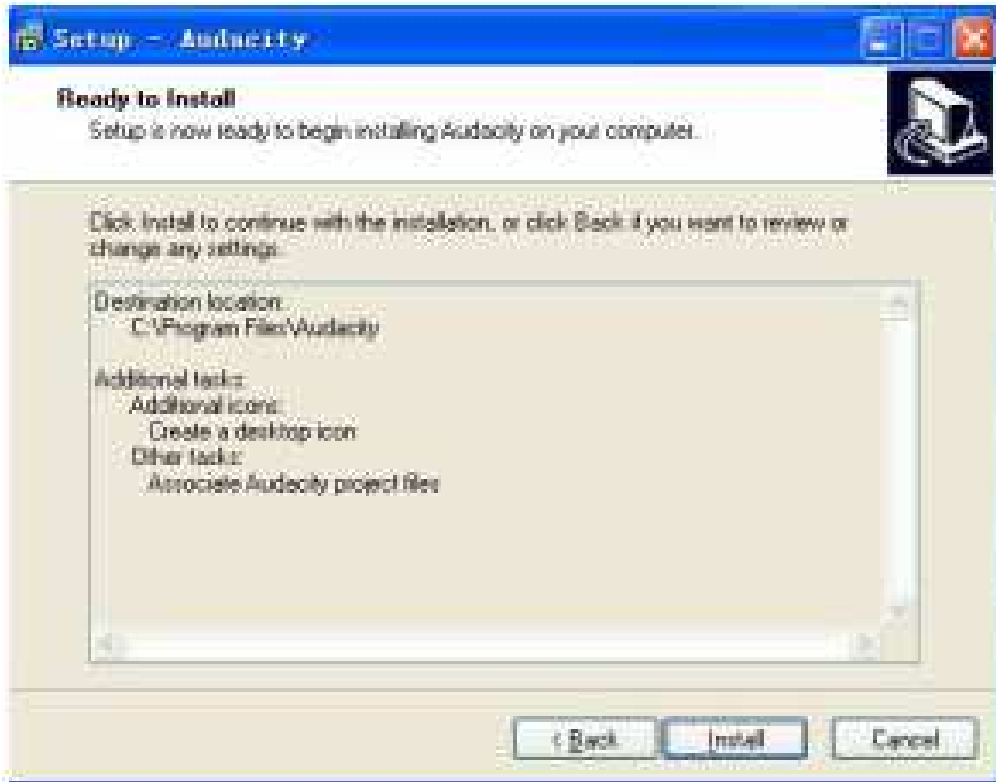 Setup - Audacity
Ready to Install
Setup is now ready to begin installing Audacity on your computer.
Click Install to continue with the installation, or click Back if you want to review or
change any settings.
Destination location:
C:\Program Files\Audacity
Additional tasks:
Additional icons:
Create a desktop icon
Other tasks:
Associate Audacity project files
< Back
Install
Cancel